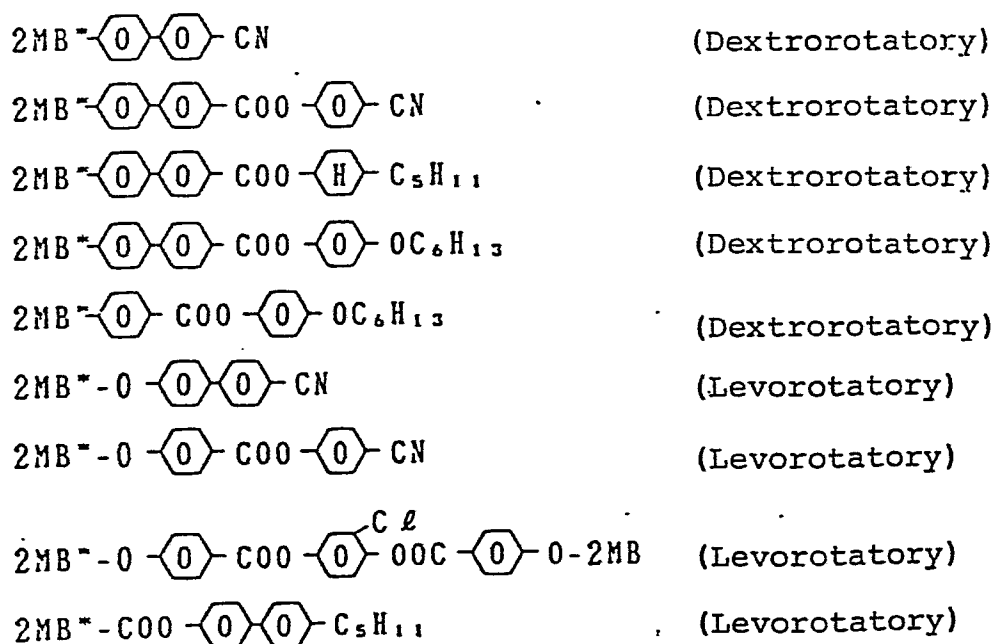 2MB*-⟨O⟩⟨O⟩-CN (Dextrorotatory)
2MB*-⟨O⟩⟨O⟩-COO-⟨O⟩-CN (Dextrorotatory)
2MB*-⟨O⟩⟨O⟩-COO-⟨H⟩-C₅H₁₁ (Dextrorotatory)
2MB*-⟨O⟩⟨O⟩-COO-⟨O⟩-OC₆H₁₃ (Dextrorotatory)
2MB*-⟨O⟩-COO-⟨O⟩-OC₆H₁₃ (Dextrorotatory)
2MB*-O-⟨O⟩⟨O⟩-CN (Levorotatory)
2MB*-O-⟨O⟩-COO-⟨O⟩-CN (Levorotatory)
Cℓ
2MB*-O-⟨O⟩-COO-⟨O⟩-OOC-⟨O⟩-O-2MB (Levorotatory)
2MB*-COO-⟨O⟩⟨O⟩-C₅H₁₁ (Levorotatory)